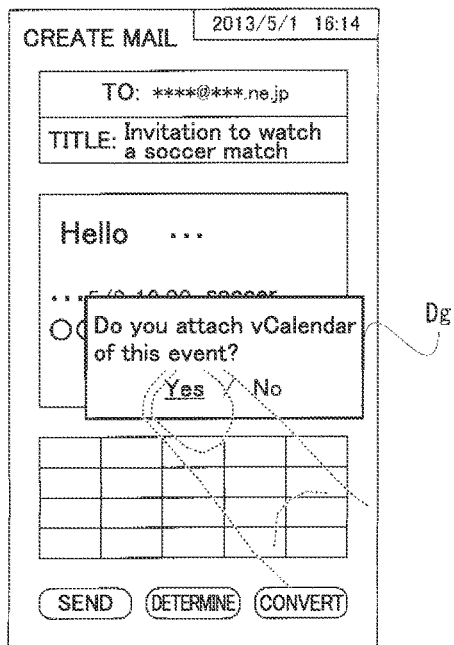 2013/5/1 16:14
CREATE MAIL
TO: ****@***.ne.jp
TITLE: Invitation to watch
a soccer match
Hello ...
Do you attach vCalendar
of this event?
Yes / No
Dg
SEND DETERMINE CONVERT